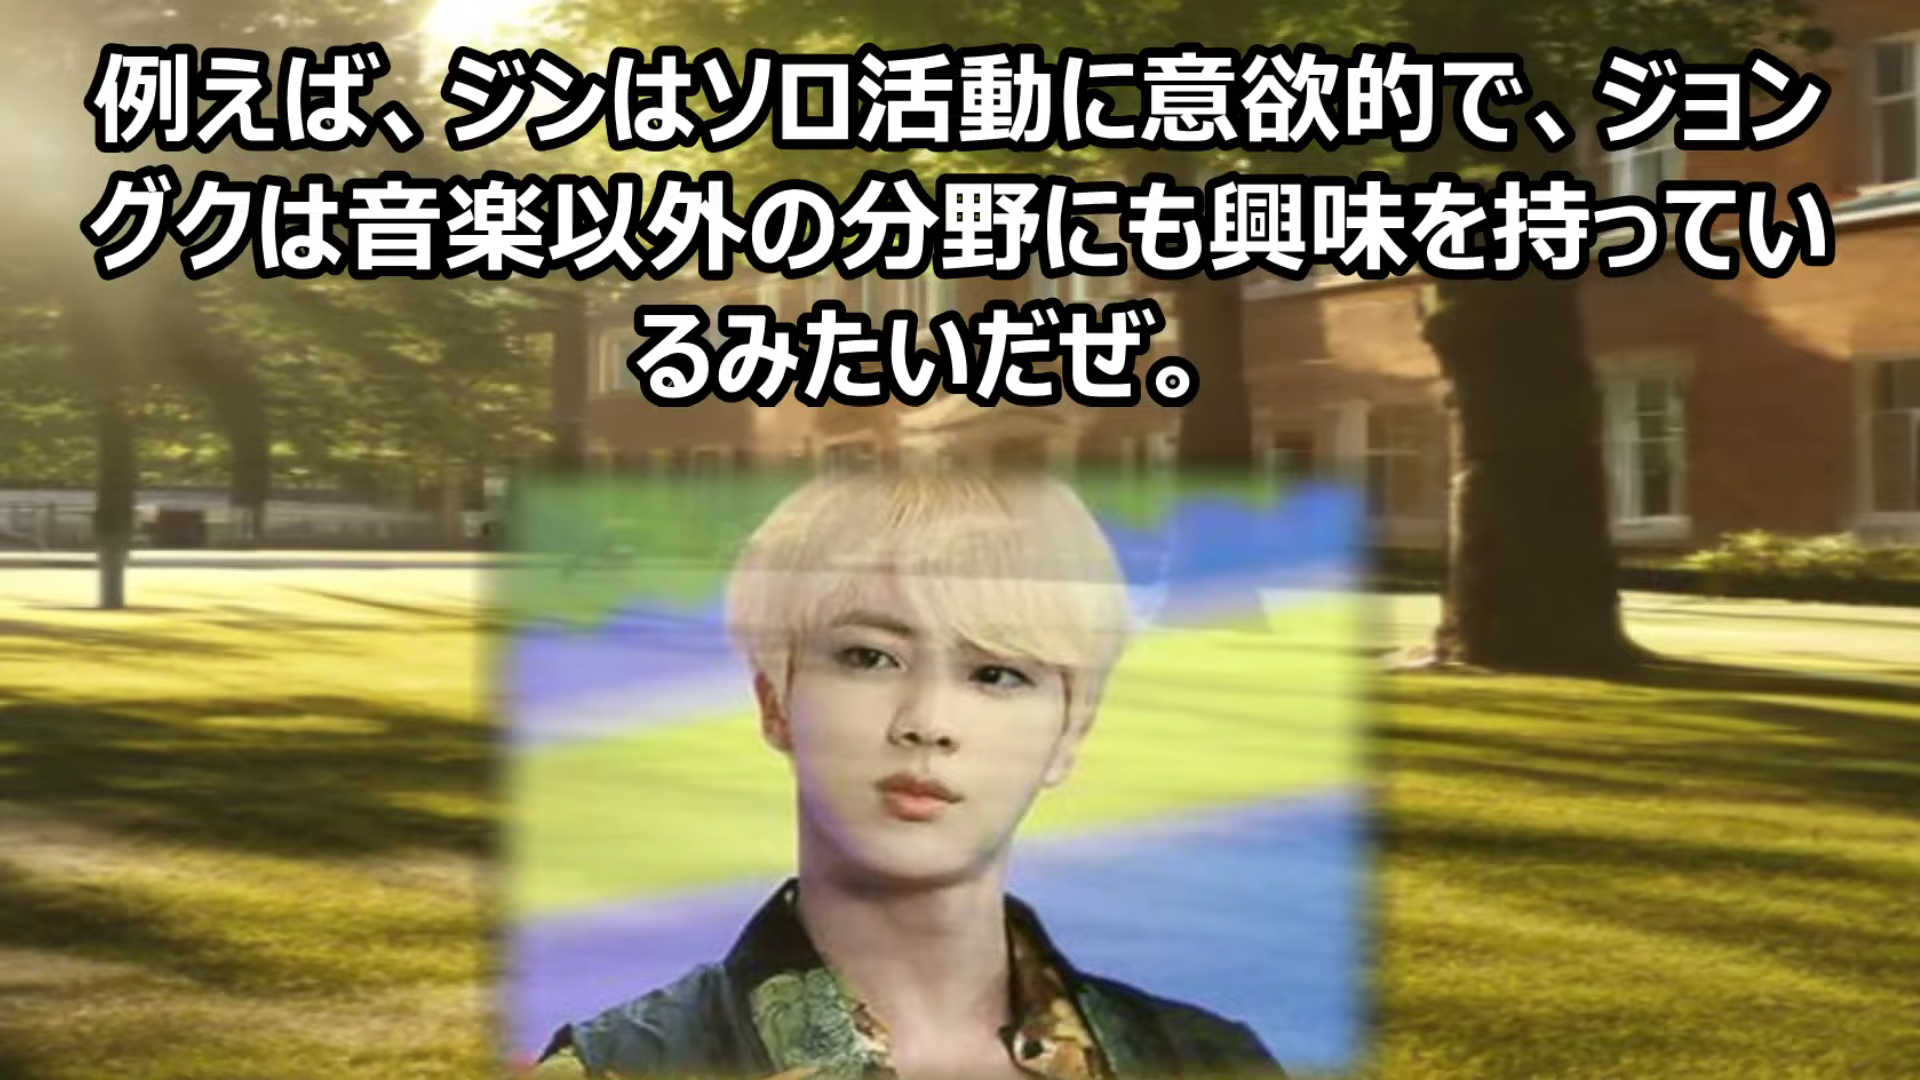 例えば、ジンはソロ活動に意欲的で、ジョン
グクは音楽以外の分野にも興味を持ってい
るみたいだぜ。